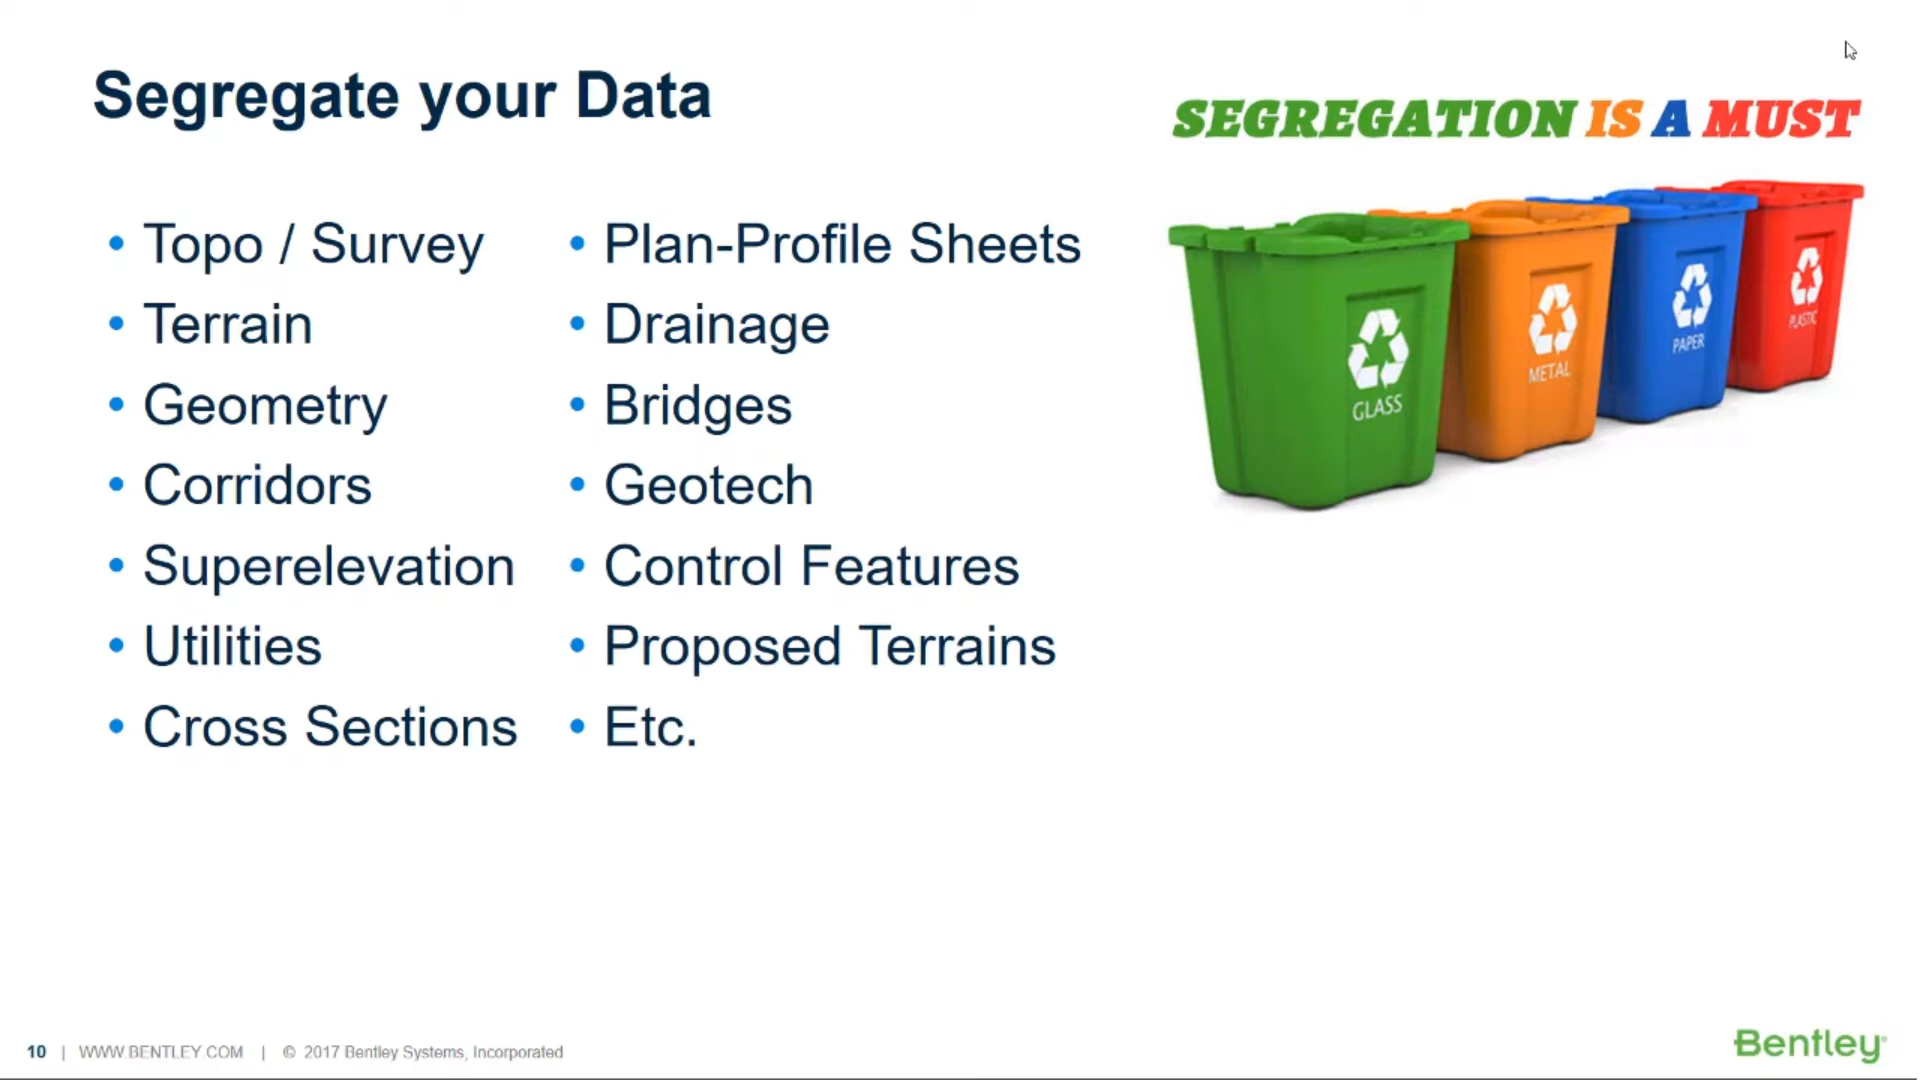 Segregate your Data
SEGREGATION IS A MUST
• Topo / Survey
• Terrain
• Geometry
• Corridors
• Superelevation
• Utilities
• Cross Sections
• Plan-Profile Sheets
• Drainage
• Bridges
• Geotech
• Control Features
• Proposed Terrains
• Etc.
GLASS
METAL
PAPER
PLASTIC
10 | WWW.BENTLEY.COM | © 2017 Bentley Systems, Incorporated
Bentley®